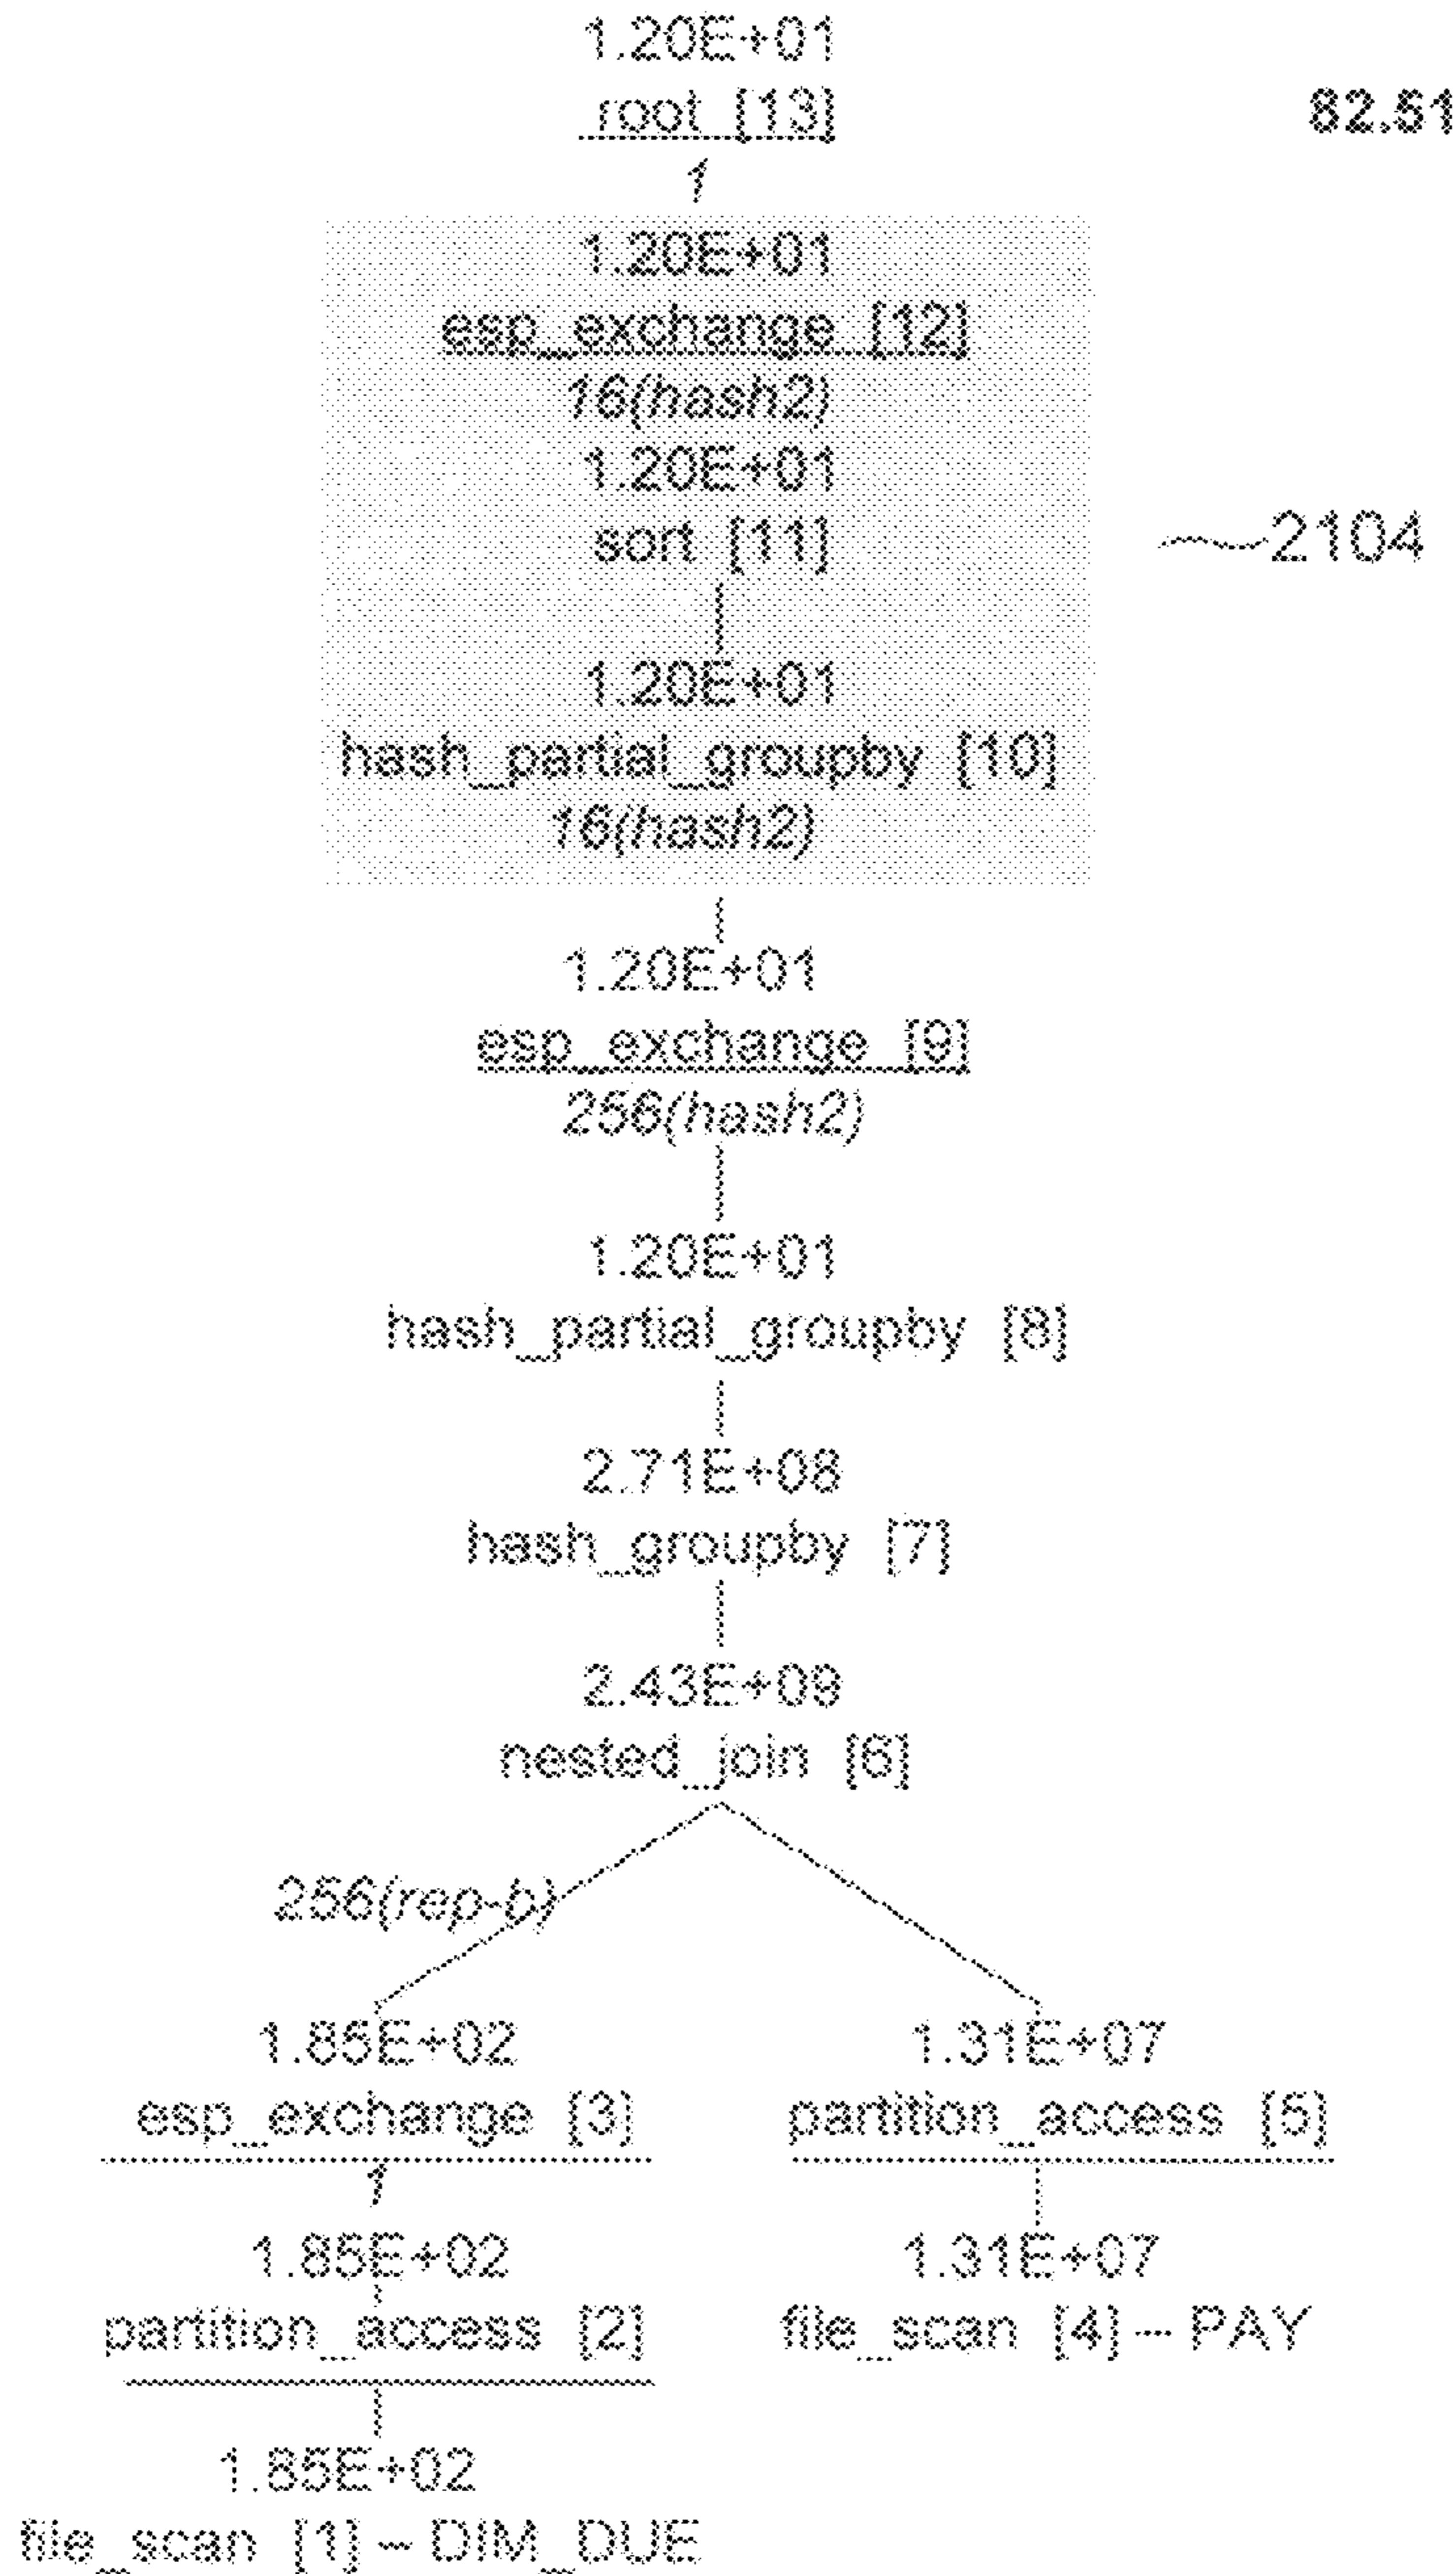 1.20E+01
root [13]
82.51
1
1.20E+01
esp_exchange [12]
16(hash2)
1.20E+01
sort [11]
2104
1.20E+01
hash_partial_groupby [10]
16(hash2)
1.20E+01
esp_exchange [9]
256(hash2)
1.20E+01
hash_partial_groupby [8]
2.71E+08
hash_groupby [7]
2.43E+09
nested_join [6]
256(rep-b)
1.85E+02 1.31E+07
esp_exchange [3] partition_access [5]
1
1.85E+02 1.31E+07
partition_access [2] file_scan [4] -- PAY
1.85E+02
file_scan [1] -- DIM_DUE